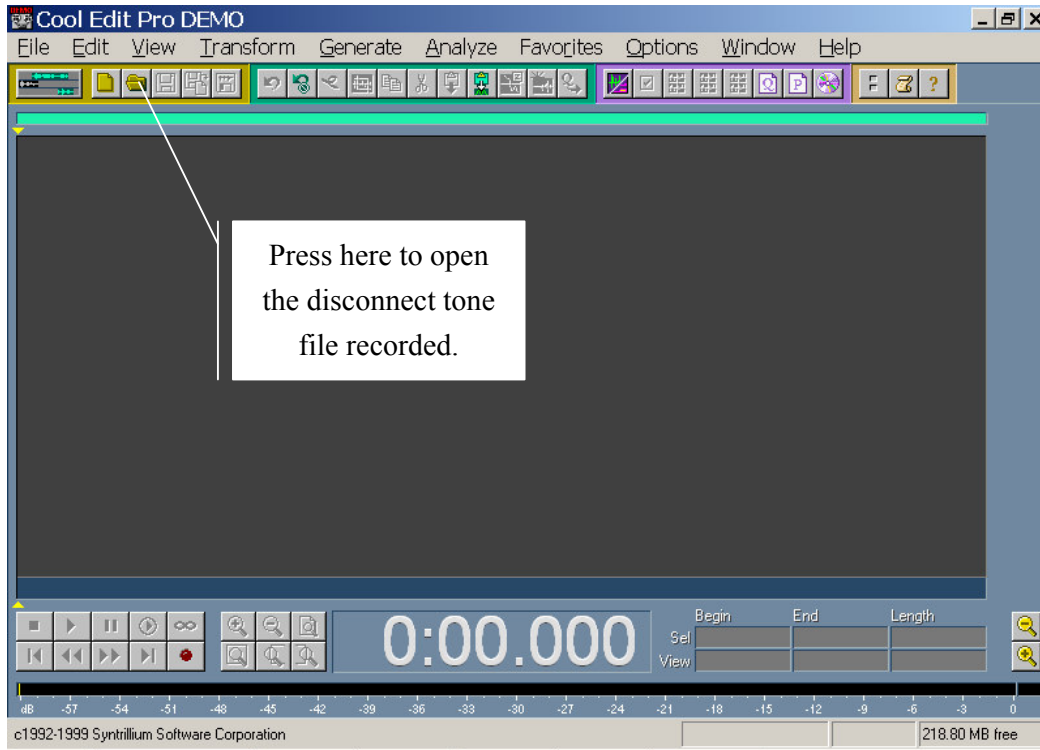 Cool Edit Pro DEMO
File Edit View Transform Generate Analyze Favorites Options Window Help
Press here to open
the disconnect tone
file recorded.
0:00.000
Begin End Length
Sel
View
dB -57 -54 -51 -48 -45 -42 -39 -36 -33 -30 -27 -24 -21 -18 -15 -12 -9 -6 -3 0
c1992-1999 Syntrillium Software Corporation
218.80 MB free